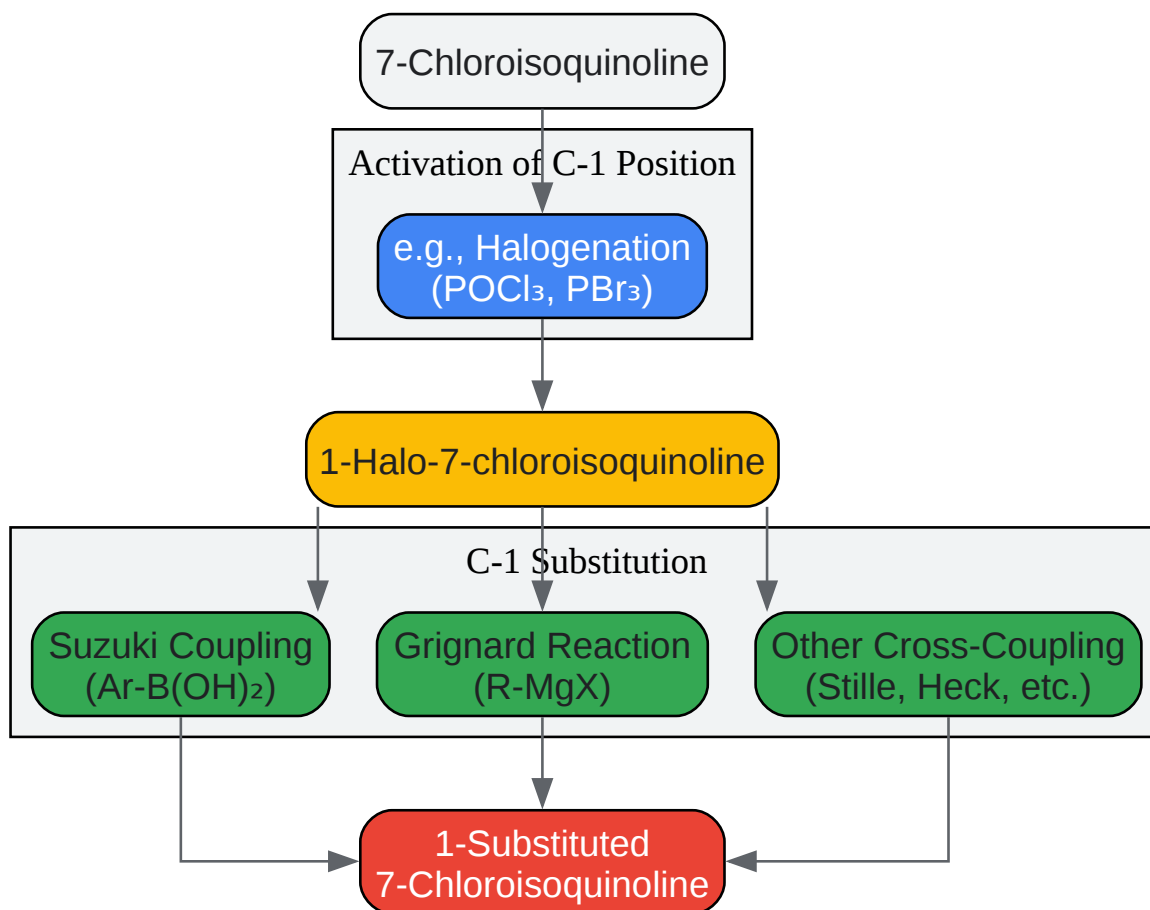 7-Chloroisoquinoline
Activation of C-1 Position
e.g., Halogenation
(POCl₃, PBr₃)
1-Halo-7-chloroisoquinoline
C-1 Substitution
Suzuki Coupling
(Ar-B(OH)₂)
Grignard Reaction
(R-MgX)
Other Cross-Coupling
(Stille, Heck, etc.)
1-Substituted
7-Chloroisoquinoline